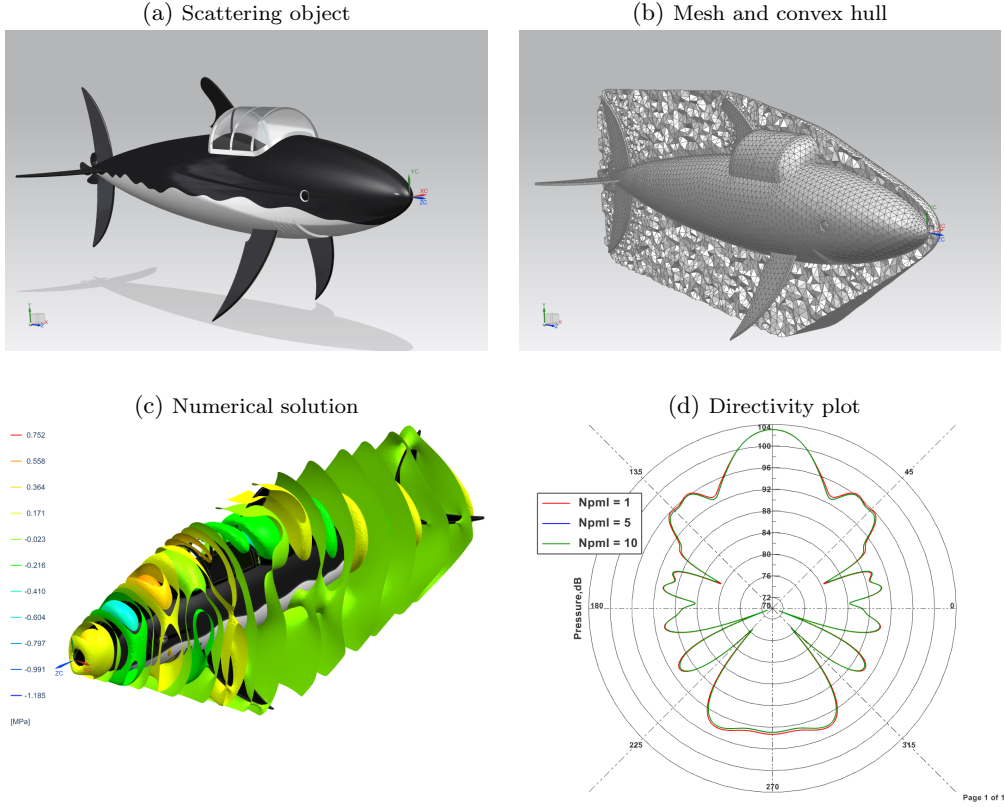 (a) Scattering object
YC
XC
ZC
Y
X
Z
(b) Mesh and convex hull
ZC
Y
X
Z
(c) Numerical solution
0.752
0.558
0.364
0.171
-0.023
-0.216
-0.410
-0.604
-0.797
-0.991
-1.185
[MPa]
ZC
(d) Directivity plot
104
100
96
92
88
84
80
76
72
70
135
45
180
0
225
315
270
Pressure,dB
Npml = 1
Npml = 5
Npml = 10
Page 1 of 1